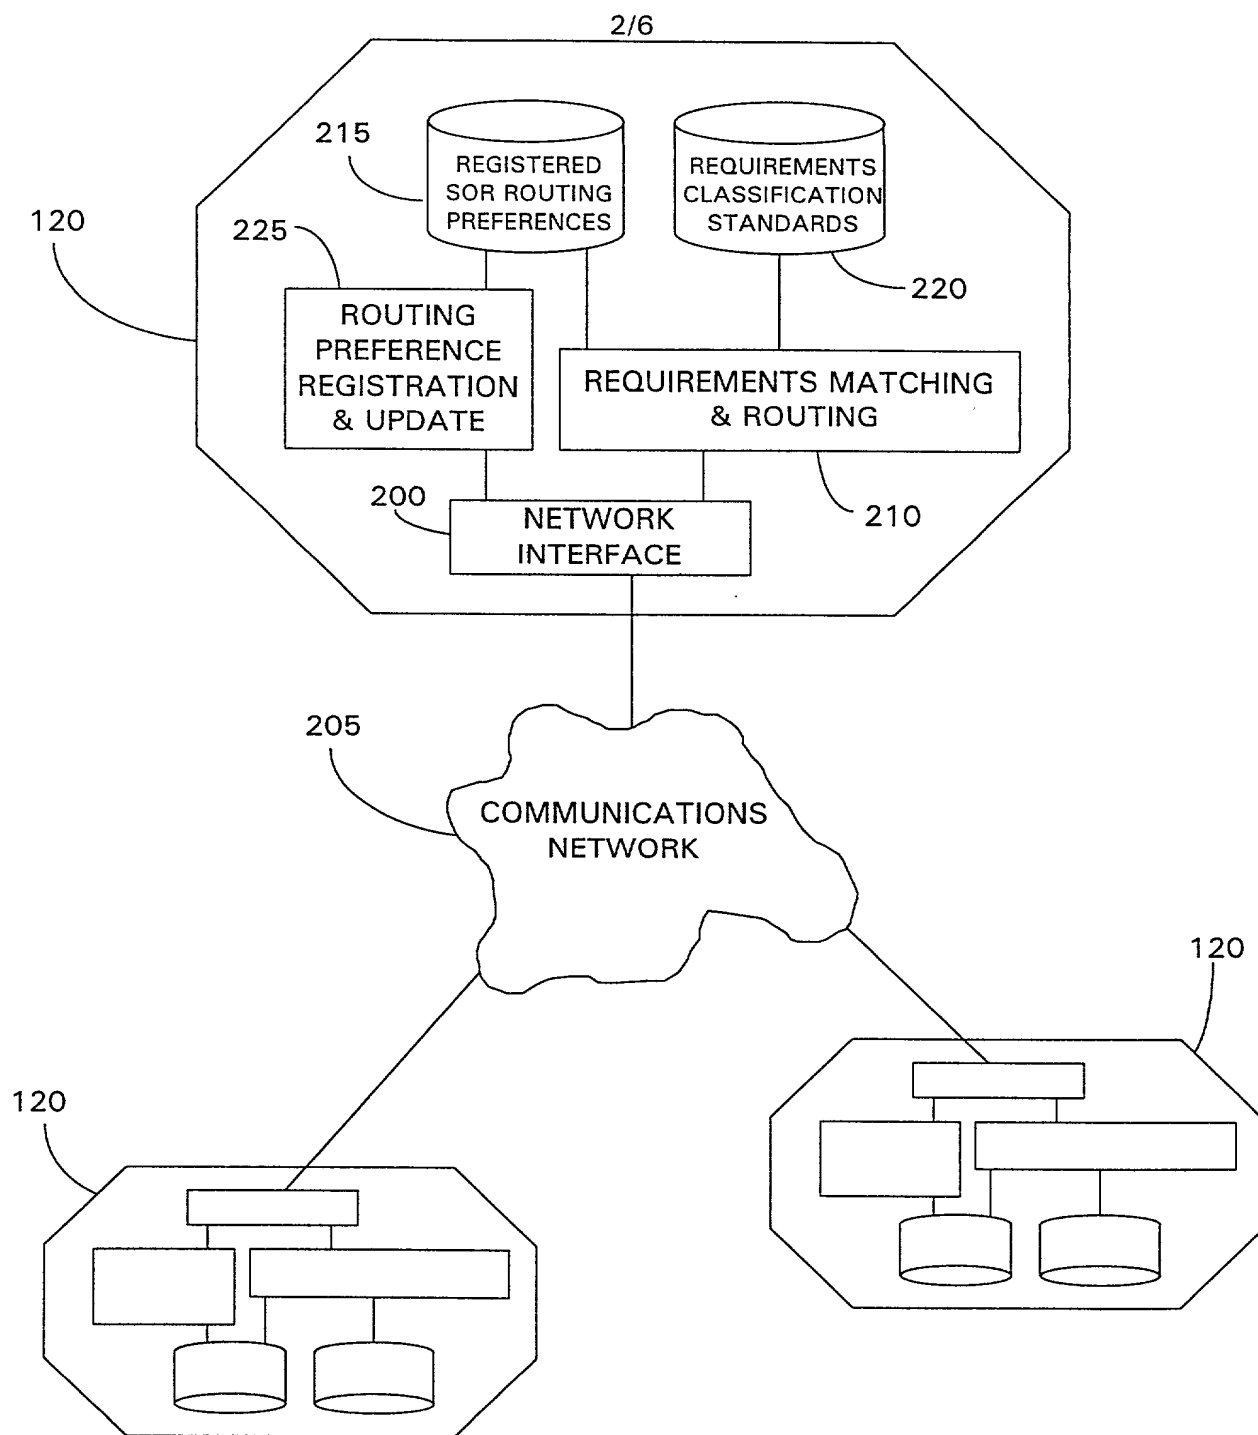 2/6
215
REGISTERED
SOR ROUTING
PREFERENCES
REQUIREMENTS
CLASSIFICATION
STANDARDS
120
225
220
ROUTING
PREFERENCE
REGISTRATION
& UPDATE
REQUIREMENTS MATCHING
& ROUTING
200
NETWORK
INTERFACE
210
205
COMMUNICATIONS
NETWORK
120
120